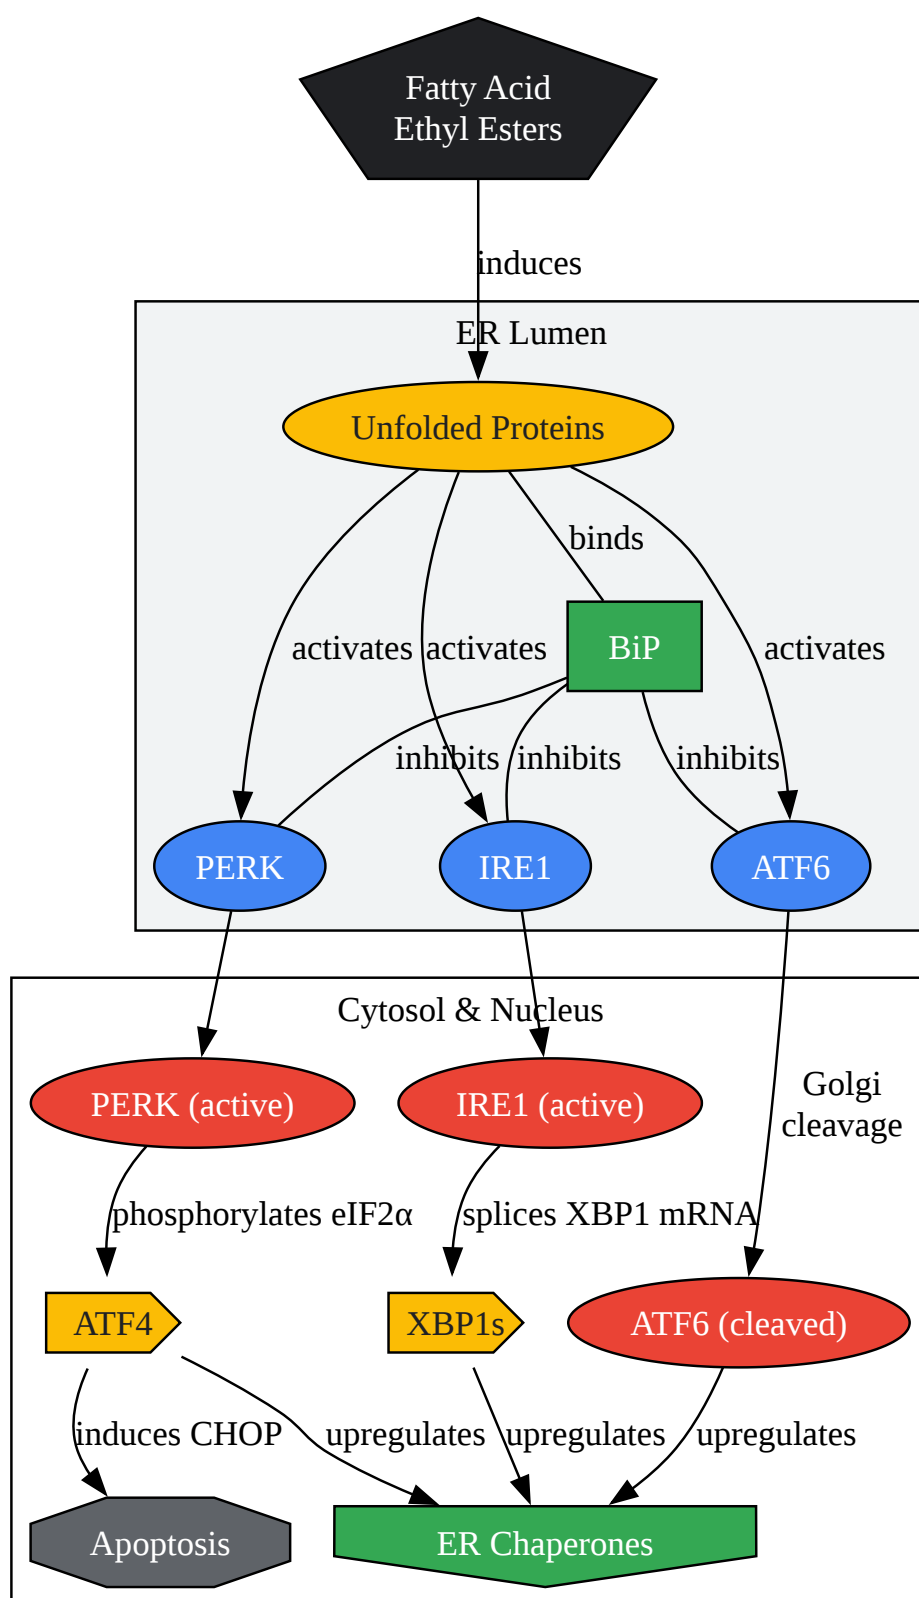 Fatty Acid
Ethyl Esters
induces
ER Lumen
Unfolded Proteins
binds
activates
activates
BiP
activates
inhibits
inhibits
inhibits
PERK
IRE1
ATF6
Cytosol & Nucleus
Golgi
cleavage
PERK (active)
IRE1 (active)
phosphorylates eIF2α
splices XBP1 mRNA
ATF4
XBP1s
ATF6 (cleaved)
induces CHOP
upregulates
upregulates
upregulates
Apoptosis
ER Chaperones